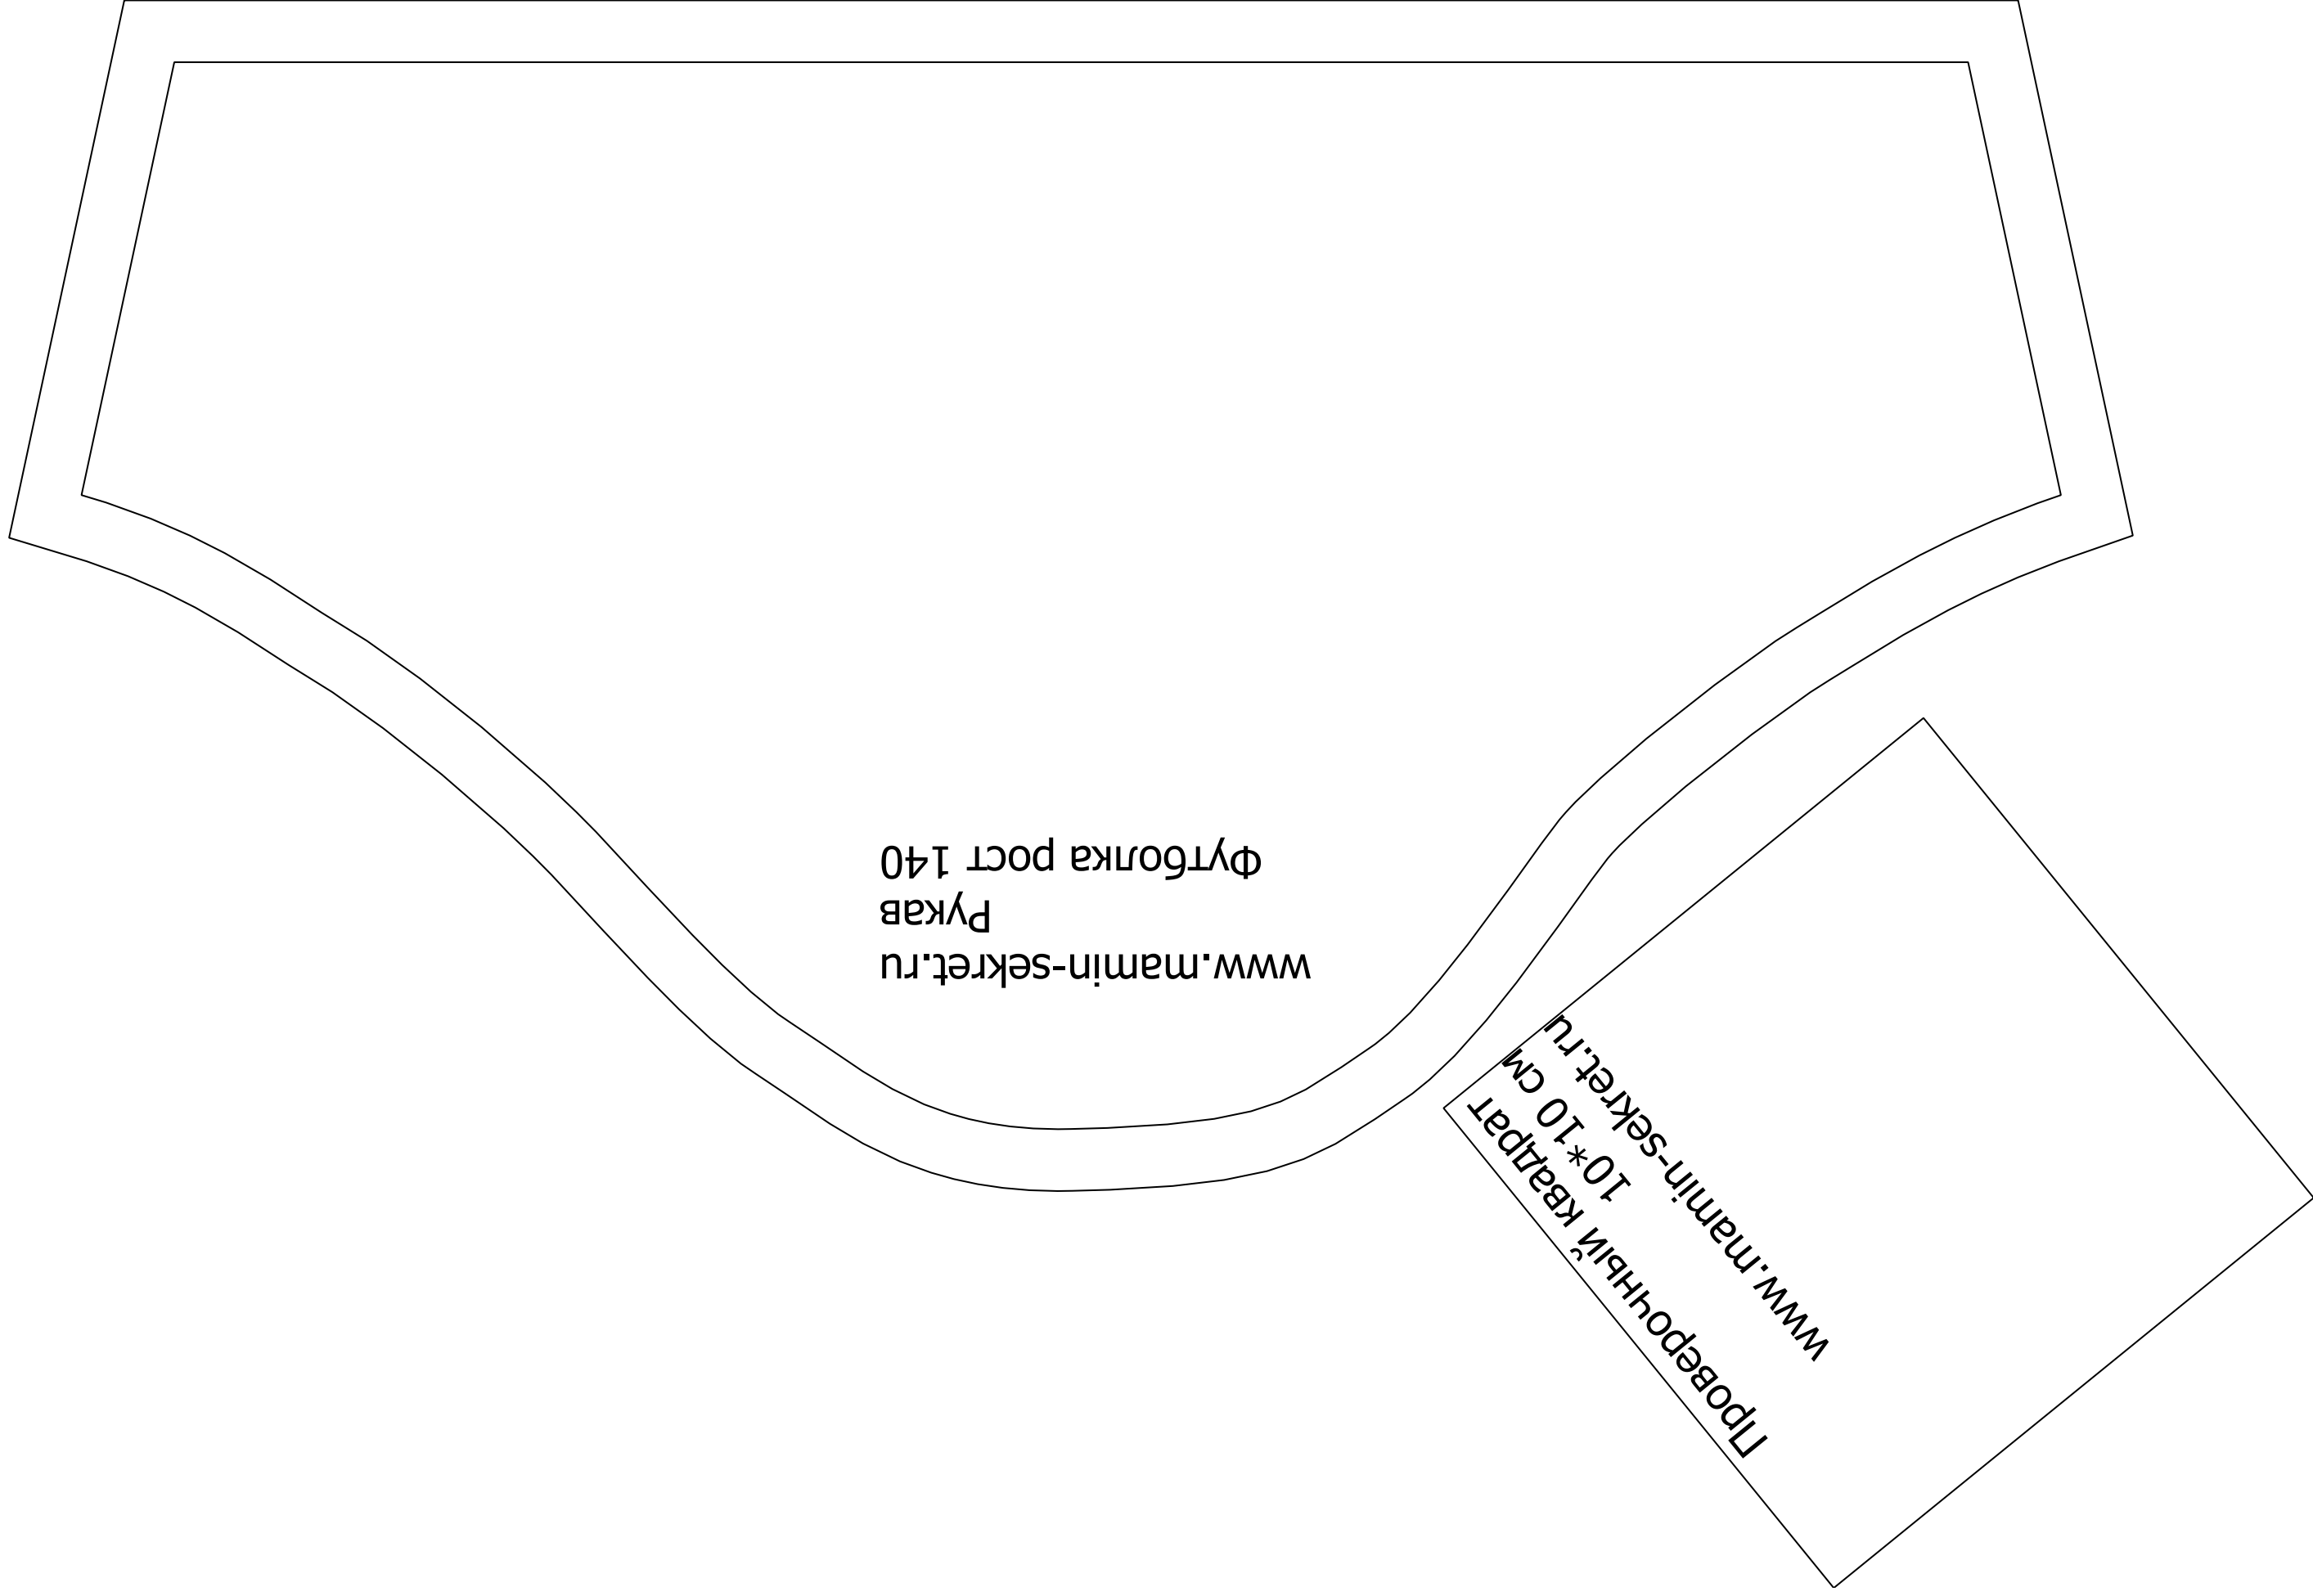 www.mamin-sekret.ru
Рукав
Футболка рост 140
www.mamin-sekret.ru
10*10 см
Проверочный квадрат